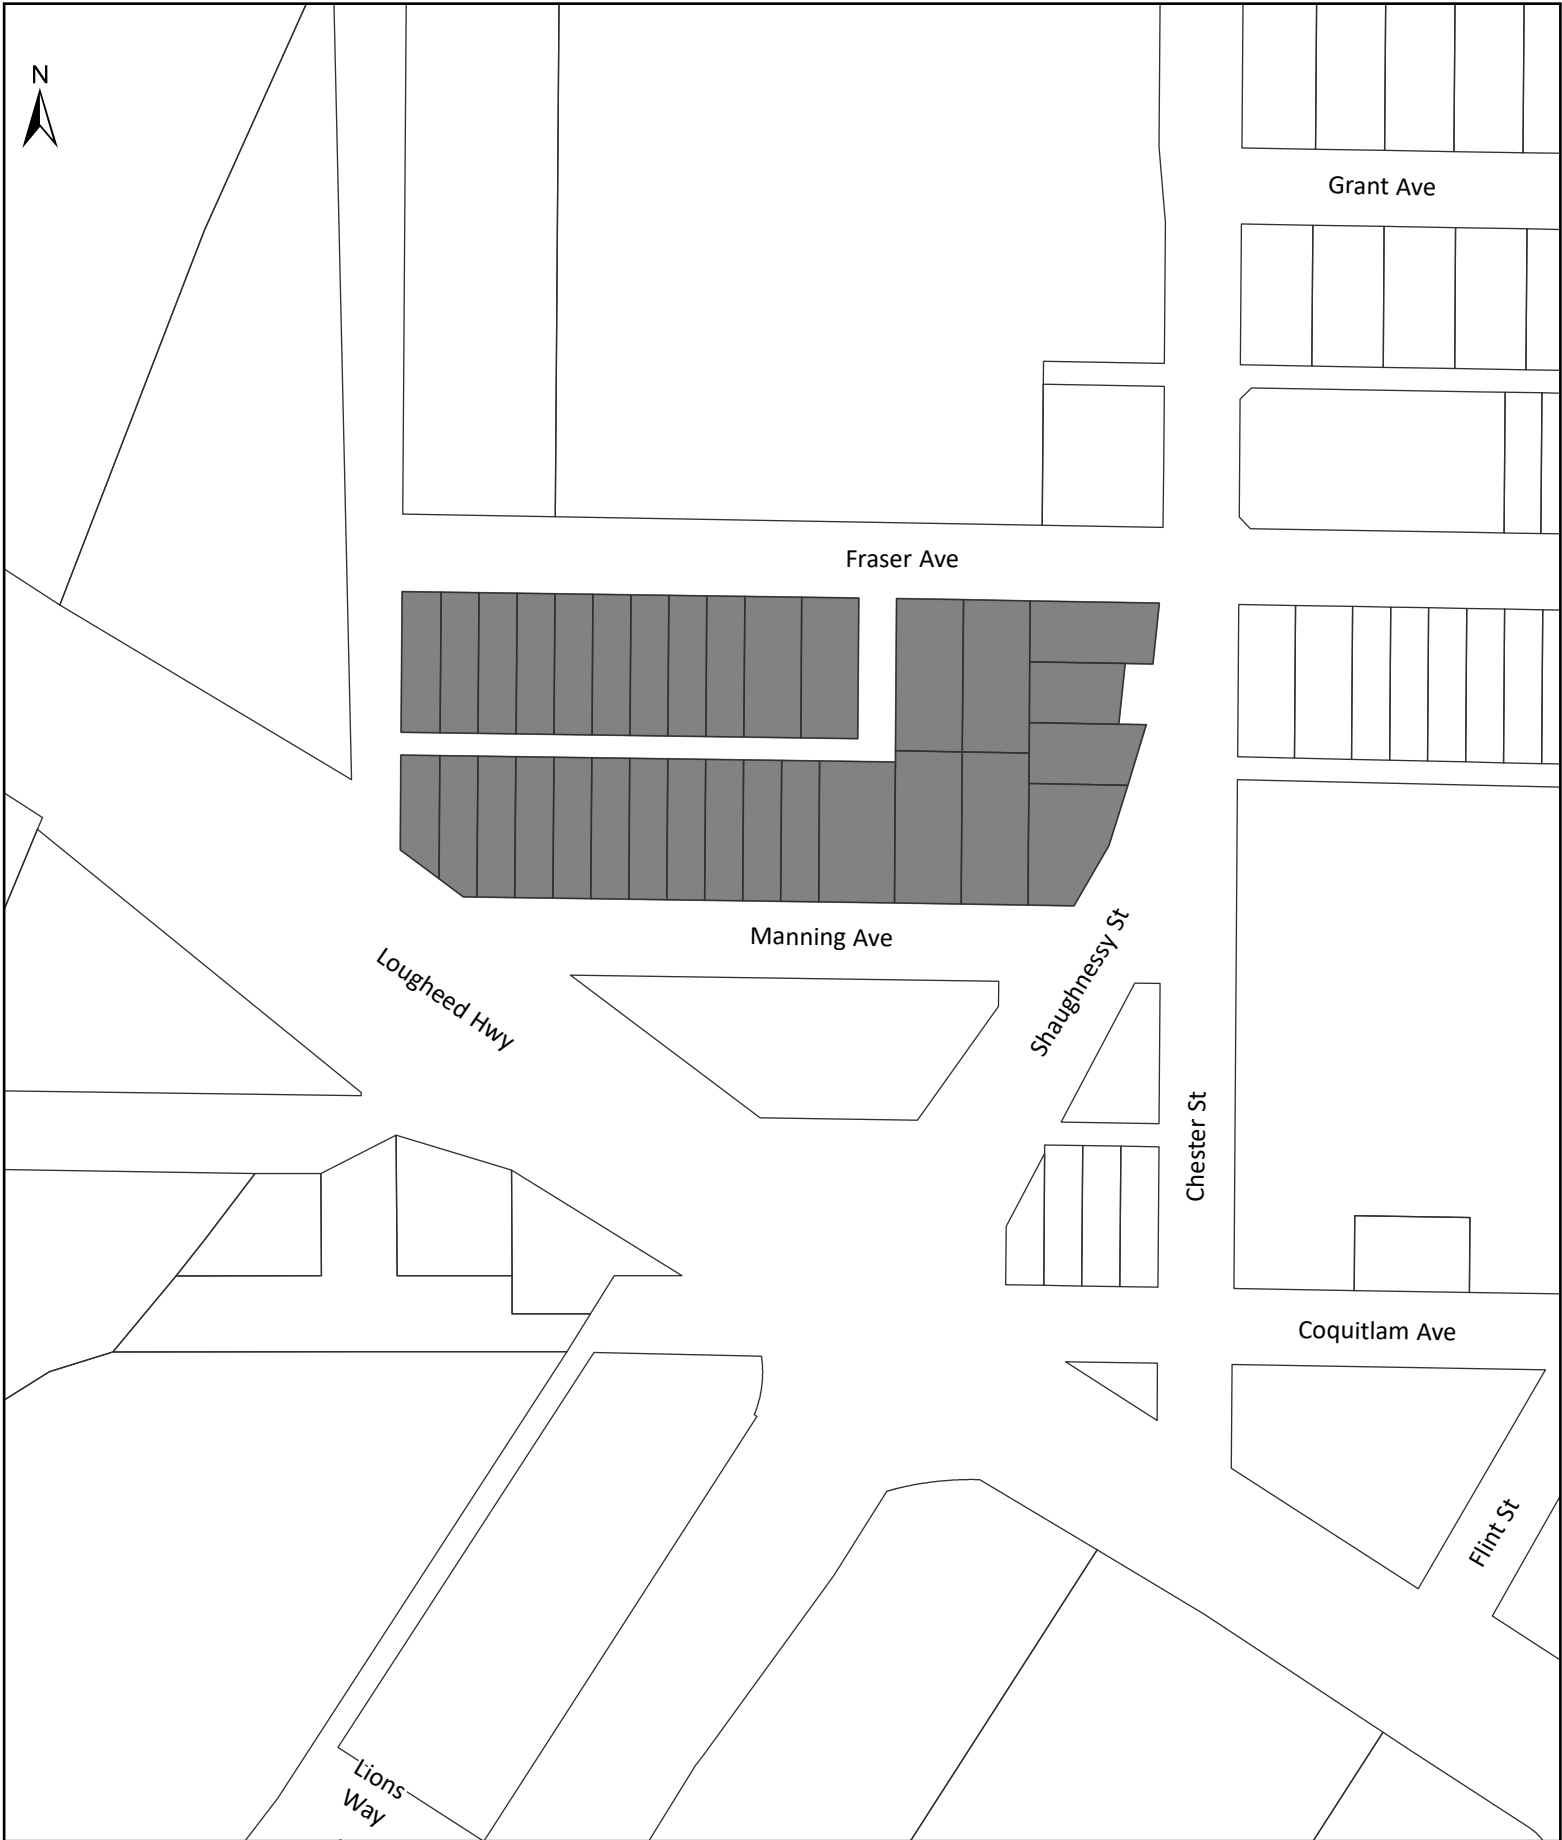 N
Grant Ave
Fraser Ave
Manning Ave
Shaughnessy St
Lougheed Hwy
Chester St
Coquitlam Ave
Flint St
Lions
Way